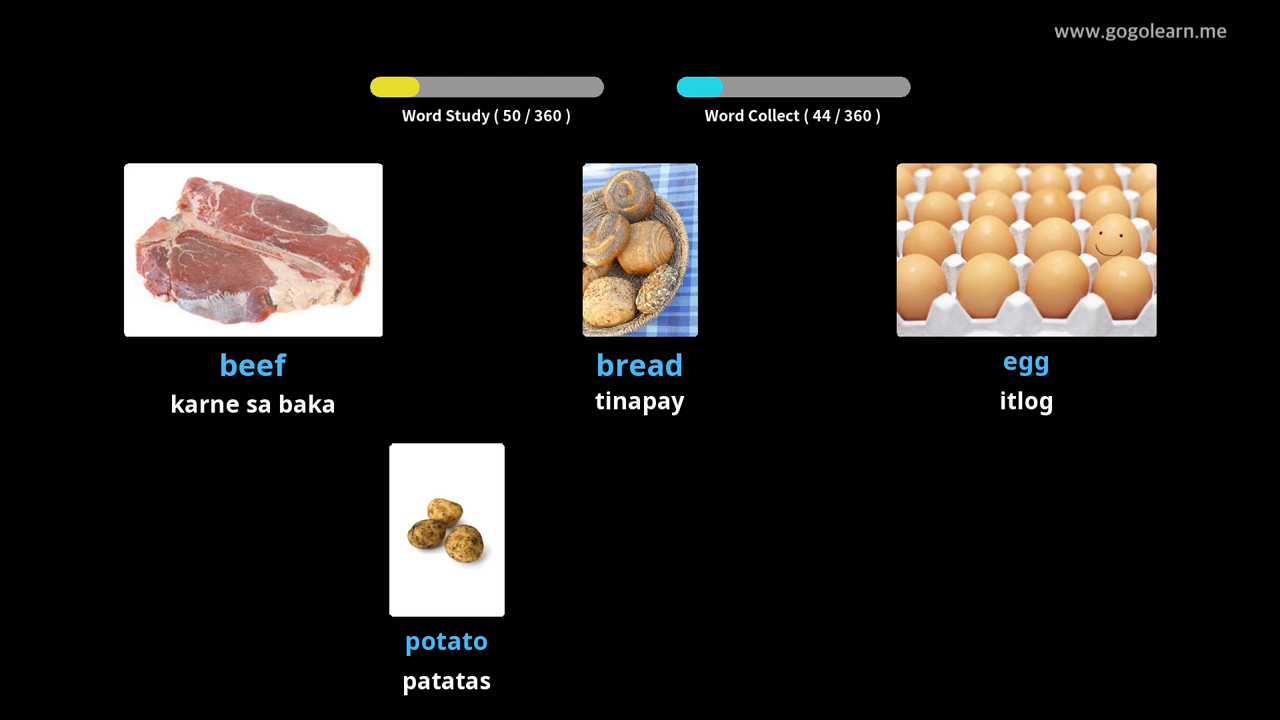 www.gogolearn.me
Word Study ( 50 / 360 )
Word Collect ( 44 / 360 )
beef
karne sa baka
bread
tinapay
egg
itlog
potato
patatas